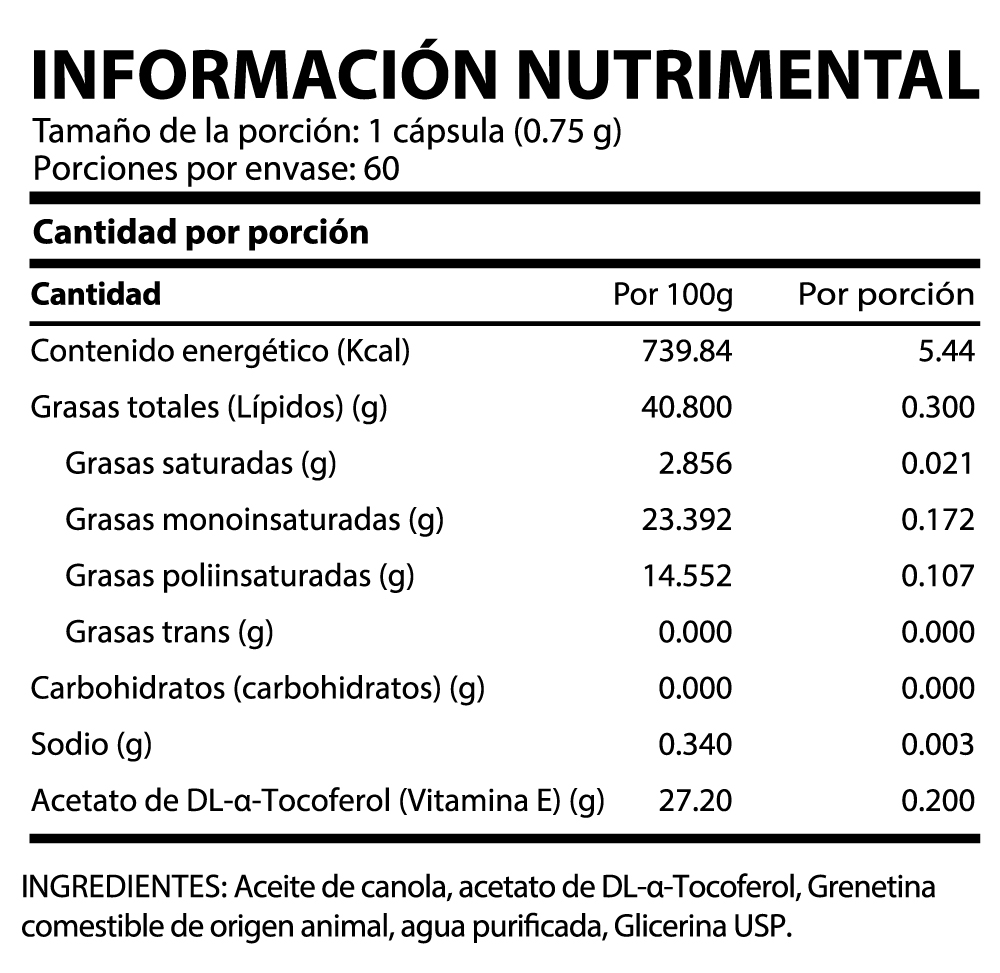 INFORMACIÓN NUTRIMENTAL
Tamaño de la porción: 1 cápsula (0.75 g)
Porciones por envase: 60
Cantidad por porción
Cantidad Por 100g Por porción
Contenido energético (Kcal) 739.84 5.44
Grasas totales (Lípidos) (g) 40.800 0.300
Grasas saturadas (g) 2.856 0.021
Grasas monoinsaturadas (g) 23.392 0.172
Grasas poliinsaturadas (g) 14.552 0.107
Grasas trans (g) 0.000 0.000
Carbohidratos (carbohidratos) (g) 0.000 0.000
Sodio (g) 0.340 0.003
Acetato de DL-α-Tocoferol (Vitamina E) (g) 27.20 0.200
INGREDIENTES: Aceite de canola, acetato de DL-α-Tocoferol, Grenetina
comestible de origen animal, agua purificada, Glicerina USP.